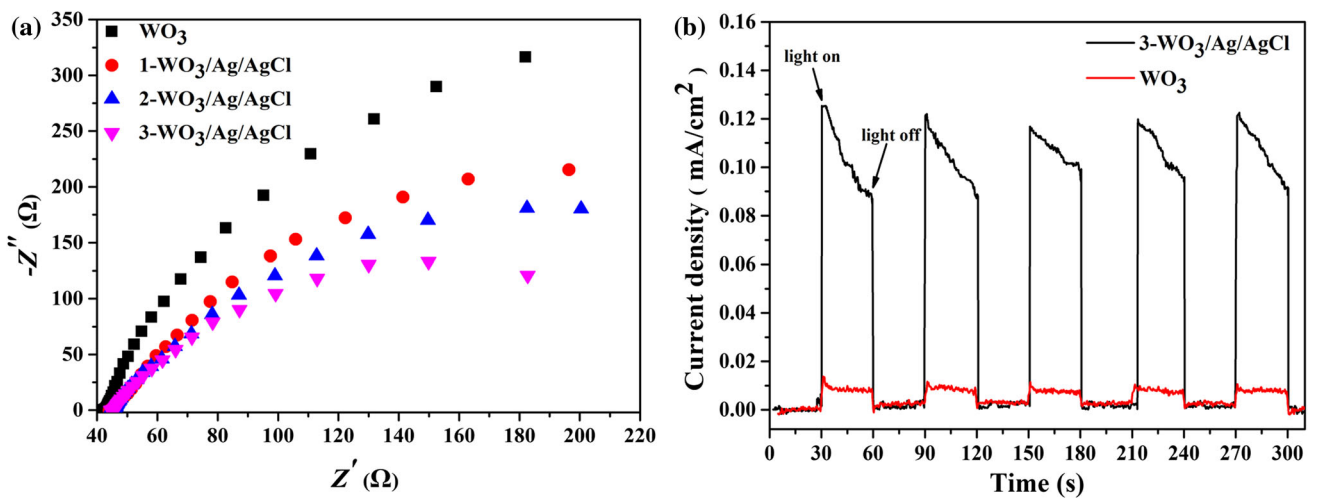 (a)
WO3
1-WO3/Ag/AgCl
2-WO3/Ag/AgCl
3-WO3/Ag/AgCl
350
300
250
200
150
100
50
0
-Z″ (Ω)
40 60 80 100 120 140 160 180 200 220
Z′ (Ω)
(b)
3-WO3/Ag/AgCl
WO3
light on
light off
0.16
0.14
0.12
0.10
0.08
0.06
0.04
0.02
0.00
Current density ( mA/cm2)
0 30 60 90 120 150 180 210 240 270 300
Time (s)